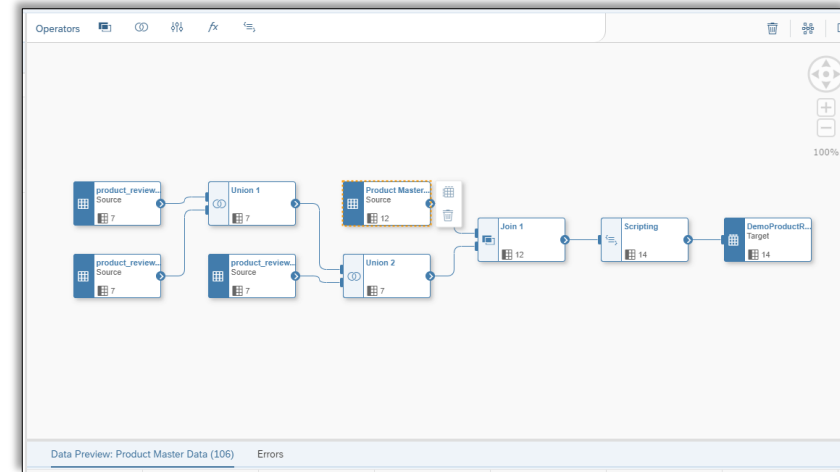 Operators
fx
100%
product_review...
Source
7
Union 1
7
Product Master...
Source
12
Join 1
12
Scripting
14
DemoProductR...
Target
14
product_review...
Source
7
product_review...
Source
7
Union 2
7
Data Preview: Product Master Data (106) Errors